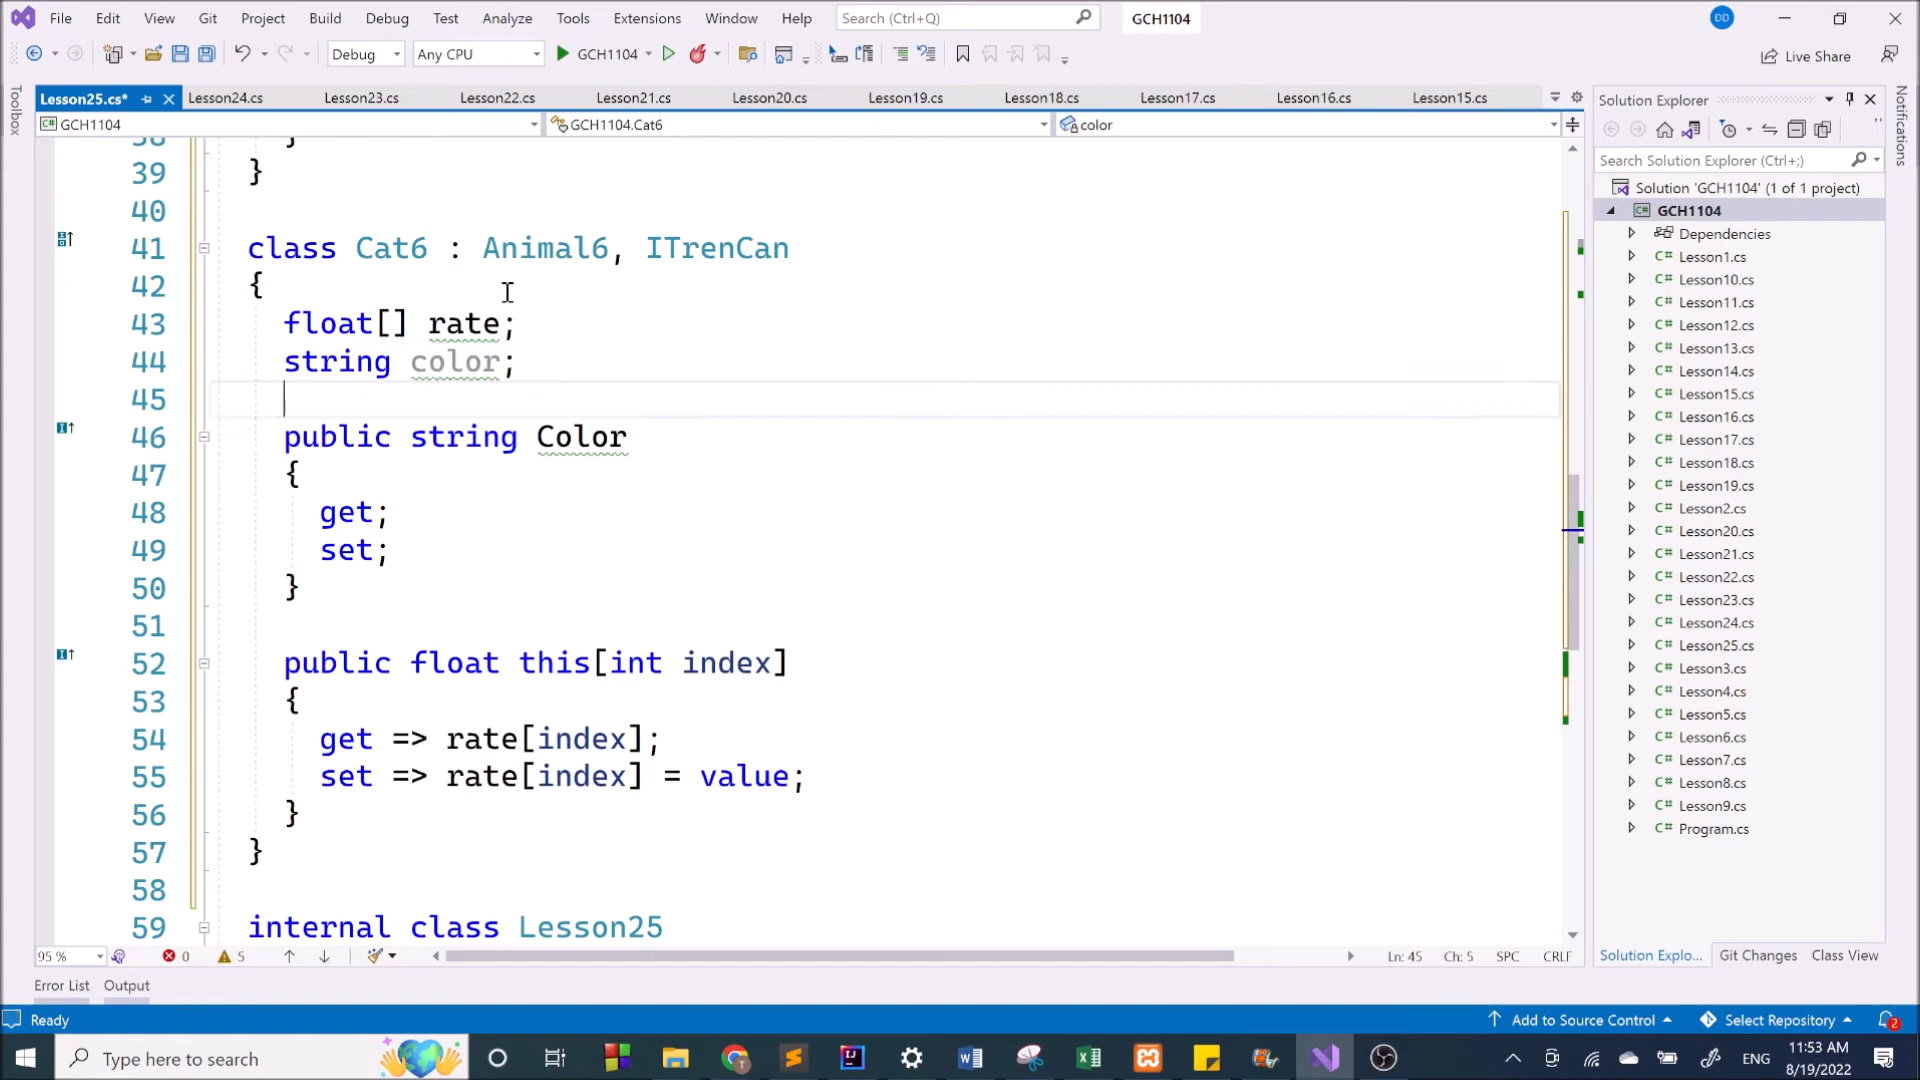 File Edit View Git Project Build Debug Test Analyze Tools Extensions Window Help Search (Ctrl+Q) GCH1104 DD
Debug Any CPU GCH1104 Live Share
Toolbox
Lesson25.cs* Lesson24.cs Lesson23.cs Lesson22.cs Lesson21.cs Lesson20.cs Lesson19.cs Lesson18.cs Lesson17.cs Lesson16.cs Lesson15.cs
GCH1104 GCH1104.Cat6 color
38 }
39 }
40
41 class Cat6 : Animal6, ITrenCan
42 {
43 float[] rate;
44 string color;
45
46 public string Color
47 {
48 get;
49 set;
50 }
51
52 public float this[int index]
53 {
54 get => rate[index];
55 set => rate[index] = value;
56 }
57 }
58
59 internal class Lesson25
95 % 0 5 Ln: 45 Ch: 5 SPC CRLF
Error List Output
Solution Explorer
Search Solution Explorer (Ctrl+;)
Solution 'GCH1104' (1 of 1 project)
C# GCH1104
Dependencies
C# Lesson1.cs
C# Lesson10.cs
C# Lesson11.cs
C# Lesson12.cs
C# Lesson13.cs
C# Lesson14.cs
C# Lesson15.cs
C# Lesson16.cs
C# Lesson17.cs
C# Lesson18.cs
C# Lesson19.cs
C# Lesson2.cs
C# Lesson20.cs
C# Lesson21.cs
C# Lesson22.cs
C# Lesson23.cs
C# Lesson24.cs
C# Lesson25.cs
C# Lesson3.cs
C# Lesson4.cs
C# Lesson5.cs
C# Lesson6.cs
C# Lesson7.cs
C# Lesson8.cs
C# Lesson9.cs
C# Program.cs
Solution Explo... Git Changes Class View
Notifications
Ready Add to Source Control Select Repository 2
Type here to search ENG 11:53 AM
8/19/2022